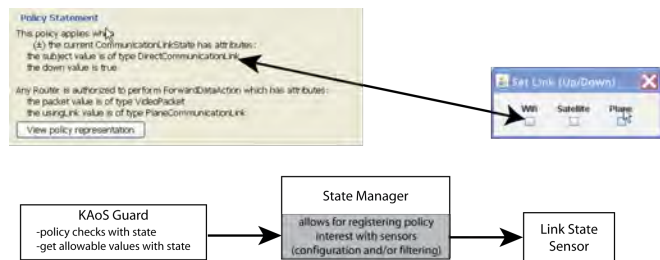 Policy Statement
This policy applies when
(±) the current CommunicationLinkState has attributes:
the subject value is of type DirectCommunicationLink
the down value is true
Any Router is authorized to perform ForwardDataAction which has attributes:
the packet value is of type VideoPacket
the usingLink value is of type PlaneCommunicationLink
View policy representation
Set Link (Up/Down)
Wifi Satellite Plane
KAoS Guard
-policy checks with state
-get allowable values with state
State Manager
allows for registering policy
interest with sensors
(configuration and/or filtering)
Link State
Sensor